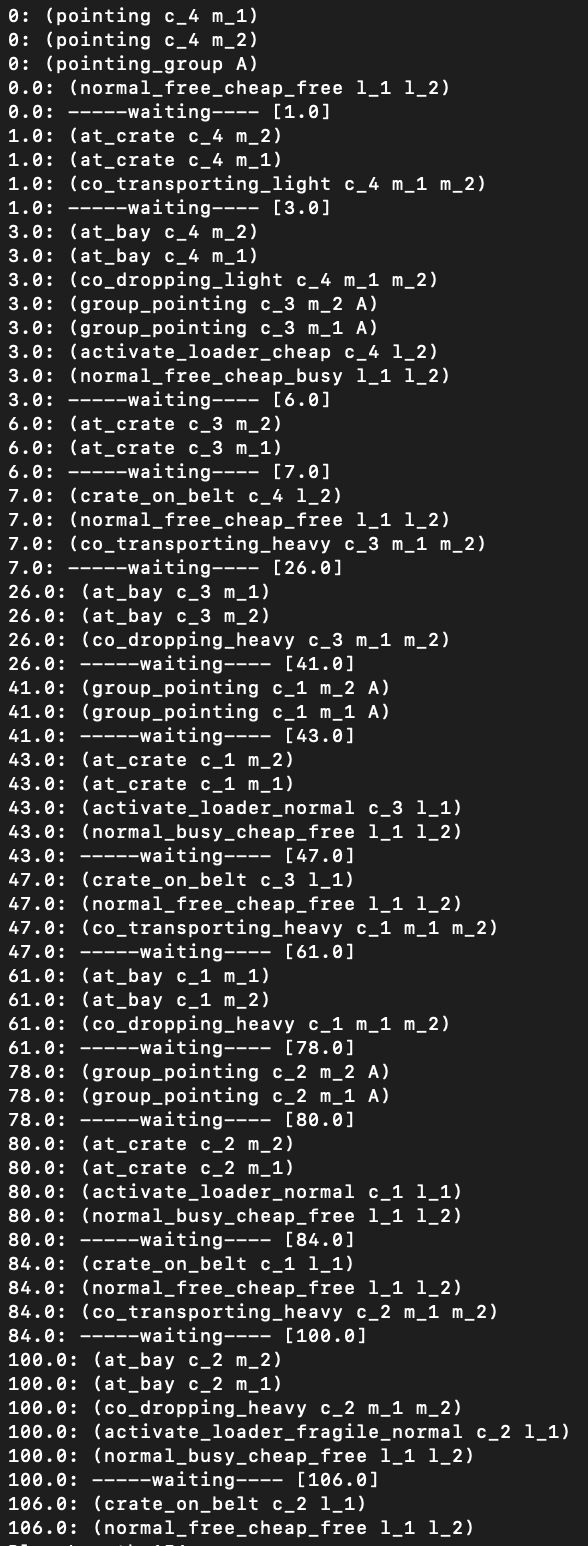 0: (pointing c_4 m_1)
0: (pointing c_4 m_2)
0: (pointing_group A)
0.0: (normal_free_cheap_free l_1 l_2)
0.0: -----waiting---- [1.0]
1.0: (at_crate c_4 m_2)
1.0: (at_crate c_4 m_1)
1.0: (co_transporting_light c_4 m_1 m_2)
1.0: -----waiting---- [3.0]
3.0: (at_bay c_4 m_2)
3.0: (at_bay c_4 m_1)
3.0: (co_dropping_light c_4 m_1 m_2)
3.0: (group_pointing c_3 m_2 A)
3.0: (group_pointing c_3 m_1 A)
3.0: (activate_loader_cheap c_4 l_2)
3.0: (normal_free_cheap_busy l_1 l_2)
3.0: -----waiting---- [6.0]
6.0: (at_crate c_3 m_2)
6.0: (at_crate c_3 m_1)
6.0: -----waiting---- [7.0]
7.0: (crate_on_belt c_4 l_2)
7.0: (normal_free_cheap_free l_1 l_2)
7.0: (co_transporting_heavy c_3 m_1 m_2)
7.0: -----waiting---- [26.0]
26.0: (at_bay c_3 m_1)
26.0: (at_bay c_3 m_2)
26.0: (co_dropping_heavy c_3 m_1 m_2)
26.0: -----waiting---- [41.0]
41.0: (group_pointing c_1 m_2 A)
41.0: (group_pointing c_1 m_1 A)
41.0: -----waiting---- [43.0]
43.0: (at_crate c_1 m_2)
43.0: (at_crate c_1 m_1)
43.0: (activate_loader_normal c_3 l_1)
43.0: (normal_busy_cheap_free l_1 l_2)
43.0: -----waiting---- [47.0]
47.0: (crate_on_belt c_3 l_1)
47.0: (normal_free_cheap_free l_1 l_2)
47.0: (co_transporting_heavy c_1 m_1 m_2)
47.0: -----waiting---- [61.0]
61.0: (at_bay c_1 m_1)
61.0: (at_bay c_1 m_2)
61.0: (co_dropping_heavy c_1 m_1 m_2)
61.0: -----waiting---- [78.0]
78.0: (group_pointing c_2 m_2 A)
78.0: (group_pointing c_2 m_1 A)
78.0: -----waiting---- [80.0]
80.0: (at_crate c_2 m_2)
80.0: (at_crate c_2 m_1)
80.0: (activate_loader_normal c_1 l_1)
80.0: (normal_busy_cheap_free l_1 l_2)
80.0: -----waiting---- [84.0]
84.0: (crate_on_belt c_1 l_1)
84.0: (normal_free_cheap_free l_1 l_2)
84.0: (co_transporting_heavy c_2 m_1 m_2)
84.0: -----waiting---- [100.0]
100.0: (at_bay c_2 m_2)
100.0: (at_bay c_2 m_1)
100.0: (co_dropping_heavy c_2 m_1 m_2)
100.0: (activate_loader_fragile_normal c_2 l_1)
100.0: (normal_busy_cheap_free l_1 l_2)
100.0: -----waiting---- [106.0]
106.0: (crate_on_belt c_2 l_1)
106.0: (normal_free_cheap_free l_1 l_2)